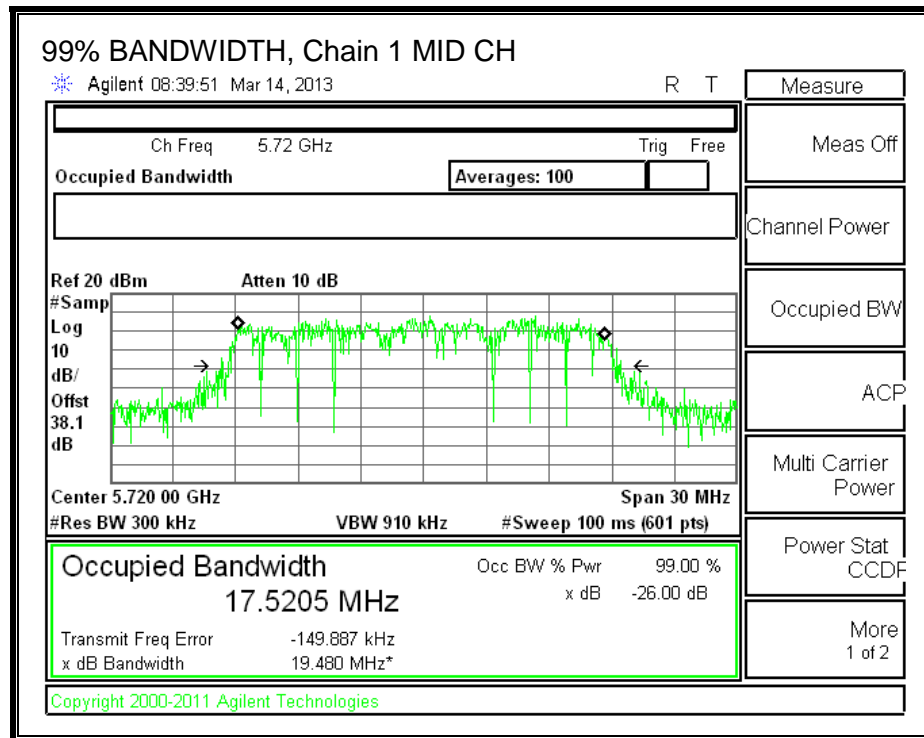 99% BANDWIDTH, Chain 1 MID CH
Agilent 08:39:51 Mar 14, 2013 R T
Measure
Ch Freq 5.72 GHz Trig Free
Occupied Bandwidth Averages: 100
Meas Off
Channel Power
Occupied BW
ACP
Multi Carrier
Power
Power Stat
CCDF
More
1 of 2
Ref 20 dBm Atten 10 dB
#Samp
Log
10
dB/
Offst
38.1
dB
Center 5.720 00 GHz Span 30 MHz
#Res BW 300 kHz VBW 910 kHz #Sweep 100 ms (601 pts)
Occupied Bandwidth Occ BW % Pwr 99.00 %
17.5205 MHz x dB -26.00 dB
Transmit Freq Error -149.887 kHz
x dB Bandwidth 19.480 MHz*
Copyright 2000-2011 Agilent Technologies